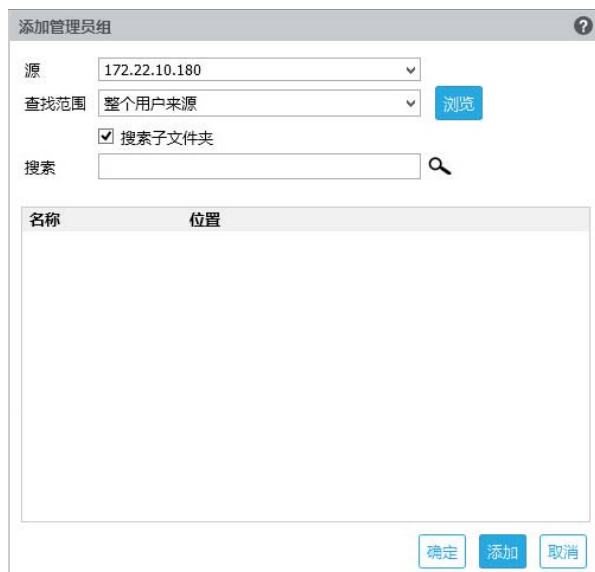 添加管理员组
源 172.22.10.180
查找范围 整个用户来源 浏览
搜索子文件夹
搜索
名称 位置
确定 添加 取消